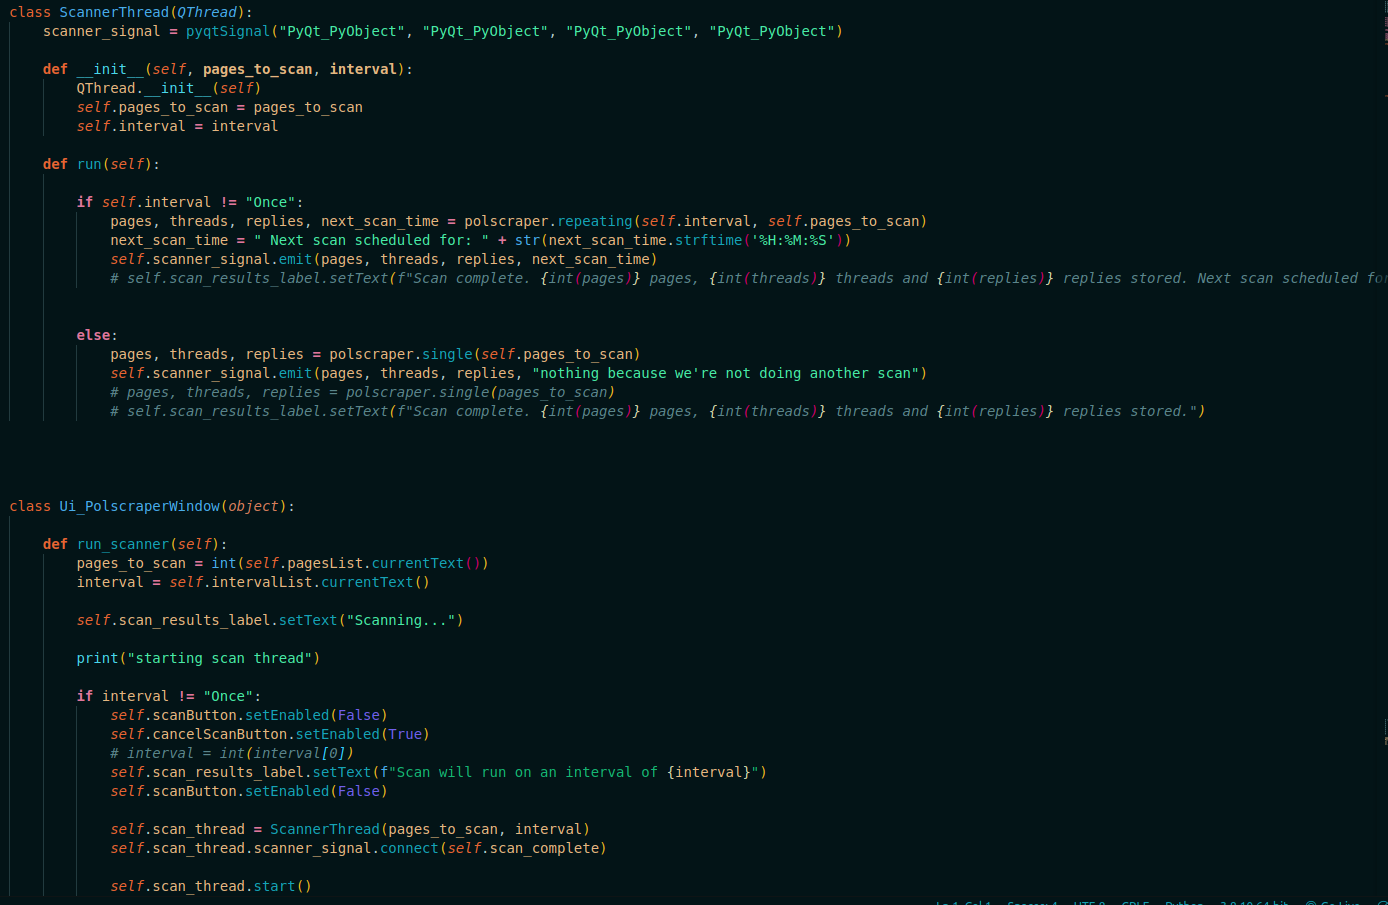 class ScannerThread(QThread):
    scanner_signal = pyqtSignal("PyQt_PyObject", "PyQt_PyObject", "PyQt_PyObject", "PyQt_PyObject")
    def __init__(self, pages_to_scan, interval):
        QThread.__init__(self)
        self.pages_to_scan = pages_to_scan
        self.interval = interval
    def run(self):
        if self.interval != "Once":
            pages, threads, replies, next_scan_time = polscraper.repeating(self.interval, self.pages_to_scan)
            next_scan_time = " Next scan scheduled for: " + str(next_scan_time.strftime('%H:%M:%S'))
            self.scanner_signal.emit(pages, threads, replies, next_scan_time)
            # self.scan_results_label.setText(f"Scan complete. {int(pages)} pages, {int(threads)} threads and {int(replies)} replies stored. Next scan scheduled for
        else:
            pages, threads, replies = polscraper.single(self.pages_to_scan)
            self.scanner_signal.emit(pages, threads, replies, "nothing because we're not doing another scan")
            # pages, threads, replies = polscraper.single(pages_to_scan)
            # self.scan_results_label.setText(f"Scan complete. {int(pages)} pages, {int(threads)} threads and {int(replies)} replies stored.")
class Ui_PolscraperWindow(object):
    def run_scanner(self):
        pages_to_scan = int(self.pagesList.currentText())
        interval = self.intervalList.currentText()
        self.scan_results_label.setText("Scanning...")
        print("starting scan thread")
        if interval != "Once":
            self.scanButton.setEnabled(False)
            self.cancelScanButton.setEnabled(True)
            # interval = int(interval[0])
            self.scan_results_label.setText(f"Scan will run on an interval of {interval}")
            self.scanButton.setEnabled(False)
            self.scan_thread = ScannerThread(pages_to_scan, interval)
            self.scan_thread.scanner_signal.connect(self.scan_complete)
            self.scan_thread.start()